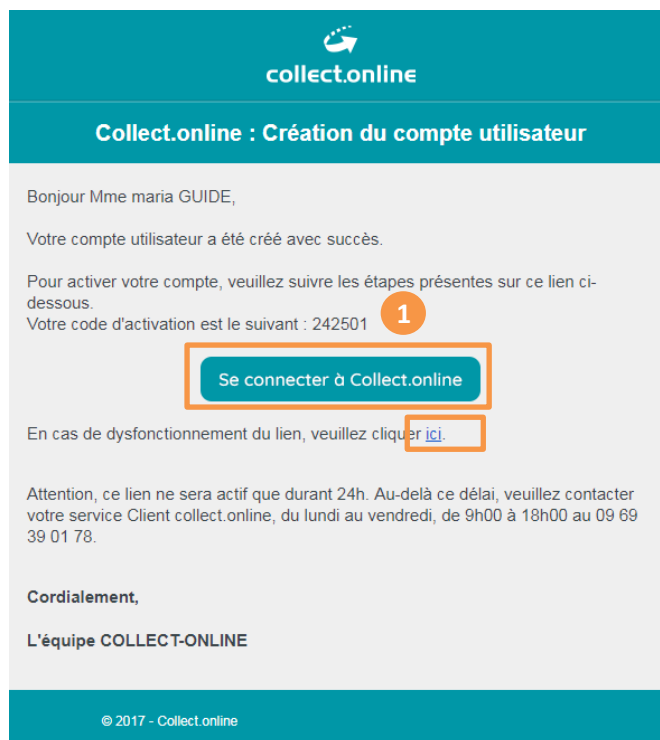 collect.online
Collect.online : Création du compte utilisateur
Bonjour Mme maria GUIDE,
Votre compte utilisateur a été créé avec succès.
Pour activer votre compte, veuillez suivre les étapes présentes sur ce lien ci-
dessous.
Votre code d'activation est le suivant : 242501
1
Se connecter à Collect.online
En cas de dysfonctionnement du lien, veuillez cliquer ici.
Attention, ce lien ne sera actif que durant 24h. Au-delà ce délai, veuillez contacter
votre service Client collect.online, du lundi au vendredi, de 9h00 à 18h00 au 09 69
39 01 78.
Cordialement,
L'équipe COLLECT-ONLINE
© 2017 - Collect.online